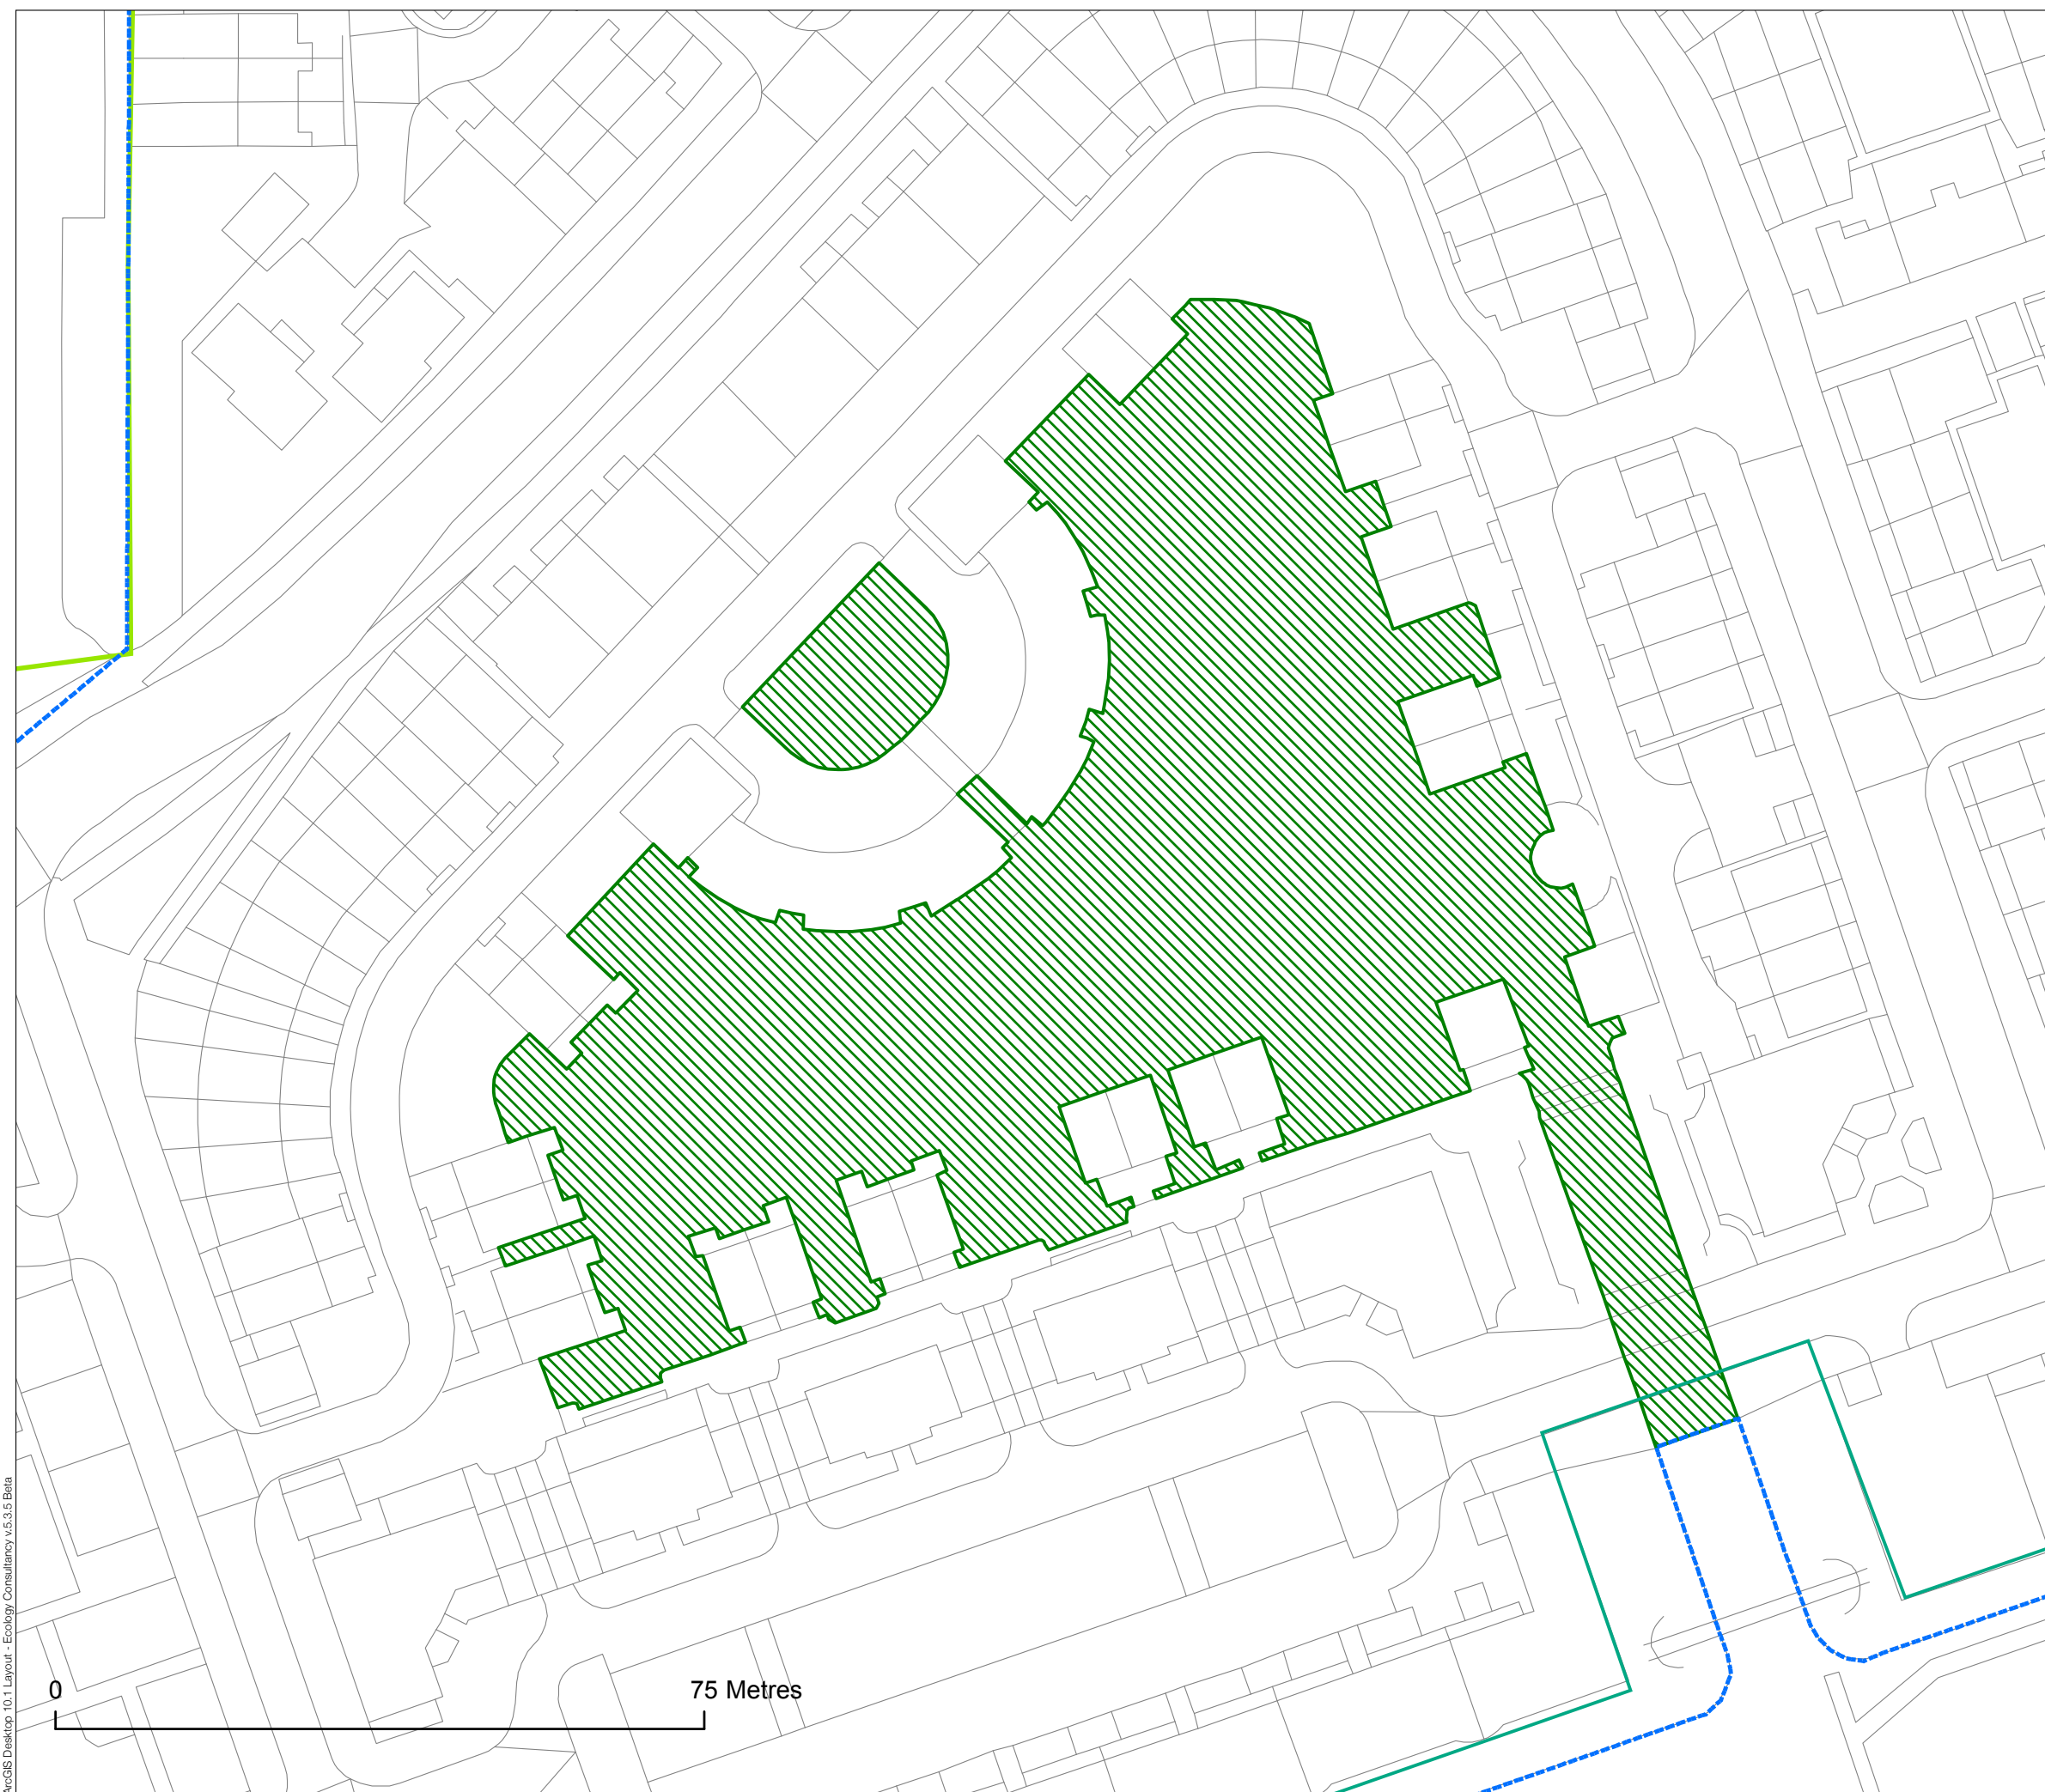 0
75 Metres
ArcGIS Desktop 10.1 Layout - Ecology Consultancy v.5.3.5 Beta